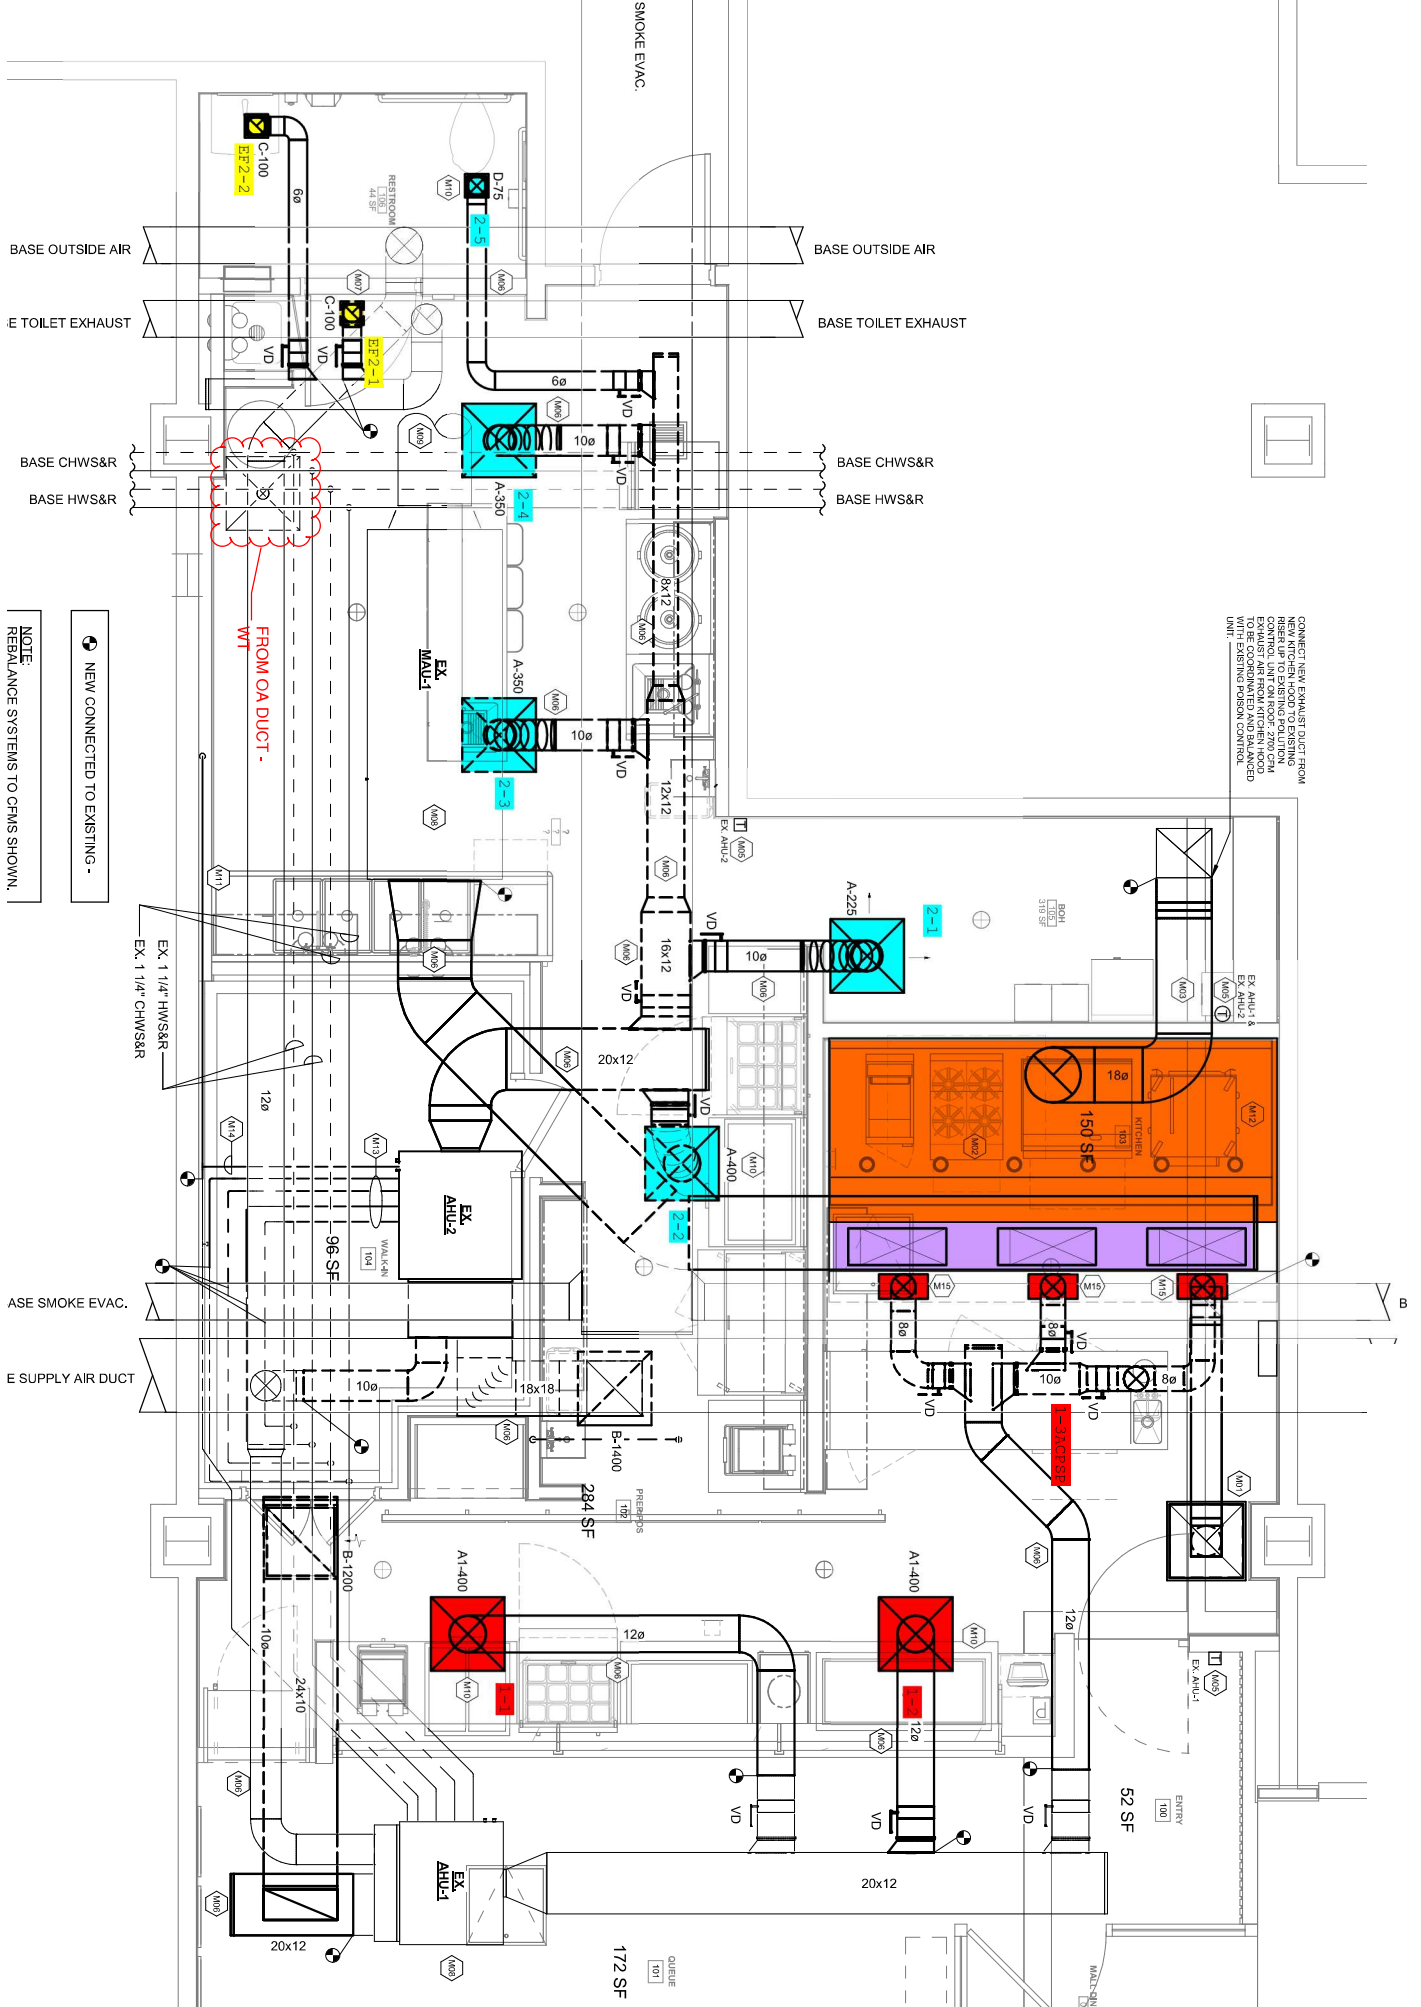 SMOKE EVAC.
C-100
EF2-2
6ø
D-75
M10
RESTROOM
106
44 SF
2-5
BASE OUTSIDE AIR
BASE OUTSIDE AIR
M07
M06
C-100
E TOILET EXHAUST
BASE TOILET EXHAUST
VD
VD
EF2-1
6ø
VD
M06
M09
10ø
VD
BASE CHWS&R
BASE CHWS&R
BASE HWS&R
BASE HWS&R
A-350
2-4
8x12
M06
FROM OA DUCT -
WT
NEW CONNECTED TO EXISTING -
NOTE:
REBALANCE SYSTEMS TO CFMS SHOWN.
EX.
MAU-1
A-350
M06
10ø
VD
2-3
12x12
M08
CONNECT NEW EXHAUST DUCT FROM
NEW KITCHEN HOOD TO EXISTING
RISER UP TO EXISTING POLUTION
CONTROL UNIT ON ROOF. 2700 CFM
EXHAUST AIR FROM KITCHEN HOOD
TO BE COORDINATED AND BALANCED
WITH EXISTING POISON CONTROL
UNIT.
T
M05
EX. AHU-2
M06
M11
A-225
2-1
BOH
105
319 SF
VD
16x12
M06
10ø
M06
VD
M06
M03
M05
T
EX. AHU-1 &
EX. AHU-2
EX. 1 1/4" HWS&R
EX. 1 1/4" CHWS&R
20x12
M06
VD
18ø
150 SF
KITCHEN
103
M12
M02
12ø
M14
M13
A-400
M10
2-2
EX.
AHU-2
96 SF
WALK-IN
104
ASE SMOKE EVAC.
B
M15
M15
M15
8ø
8ø
VD
10ø
8ø
VD
VD
E SUPPLY AIR DUCT
10ø
18x18
M06
B-1400
1-3ACPSP
284 SF
PREP/POS
102
M01
B-1200
A1-400
A1-400
M06
12ø
12ø
M10
M06
M10
1-1
1-2
12ø
M06
10ø
24x10
T
M05
EX. AHU-1
M06
VD
VD
VD
52 SF
ENTRY
100
EX.
AHU-1
20x12
M06
20x12
M08
172 SF
QUEUE
101
MALL DIN